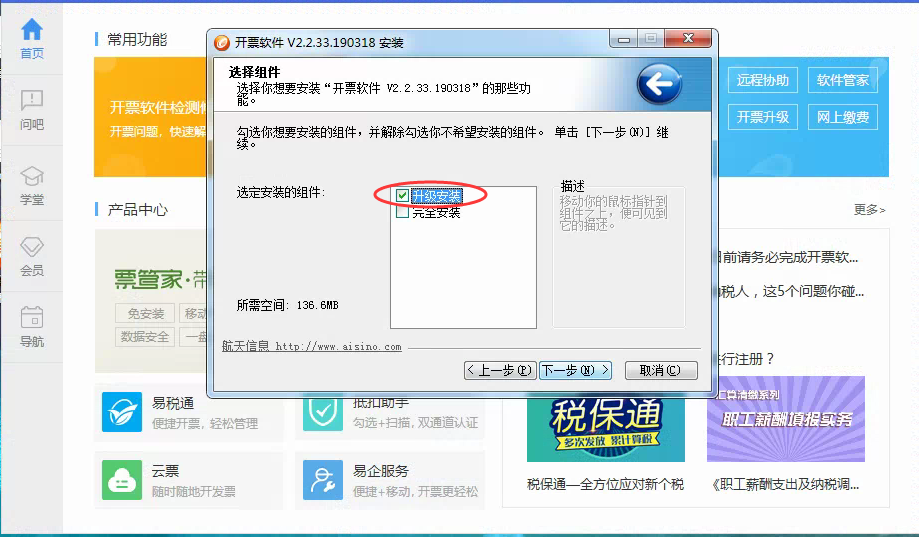 首页
问吧
学堂
会员
导航
常用功能
开票软件检测修
开票问题，快速解
远程协助
软件管家
开票升级
网上缴费
开票软件 V2.2.33.190318 安装
选择组件
选择你想要安装“开票软件 V2.2.33.190318”的那些功
能。
勾选你想要安装的组件，并解除勾选你不希望安装的组件。 单击 [下一步(N)] 继
续。
选定安装的组件:
升级安装
完全安装
描述
移动你的鼠标指针到
组件之上，便可见到
它的描述。
所需空间: 136.6MB
航天信息 http://www.aisino.com
< 上一步(P)
下一步(N) >
取消(C)
产品中心
更多>
票管家·带
免安装
移动
数据安全
一盘
易税通
便捷开票，轻松管理
抵扣助手
勾选+扫描，双通道认证
云票
随时随地开发票
易企服务
便捷+移动，开票更轻松
目前请务必完成开票软...
纳税人，这5个问题你碰...
进行注册？
税保通
多次发放 累计算税
税保通—全方位应对新个税
汇算清缴系列
职工薪酬填报实务
《职工薪酬支出及纳税调...